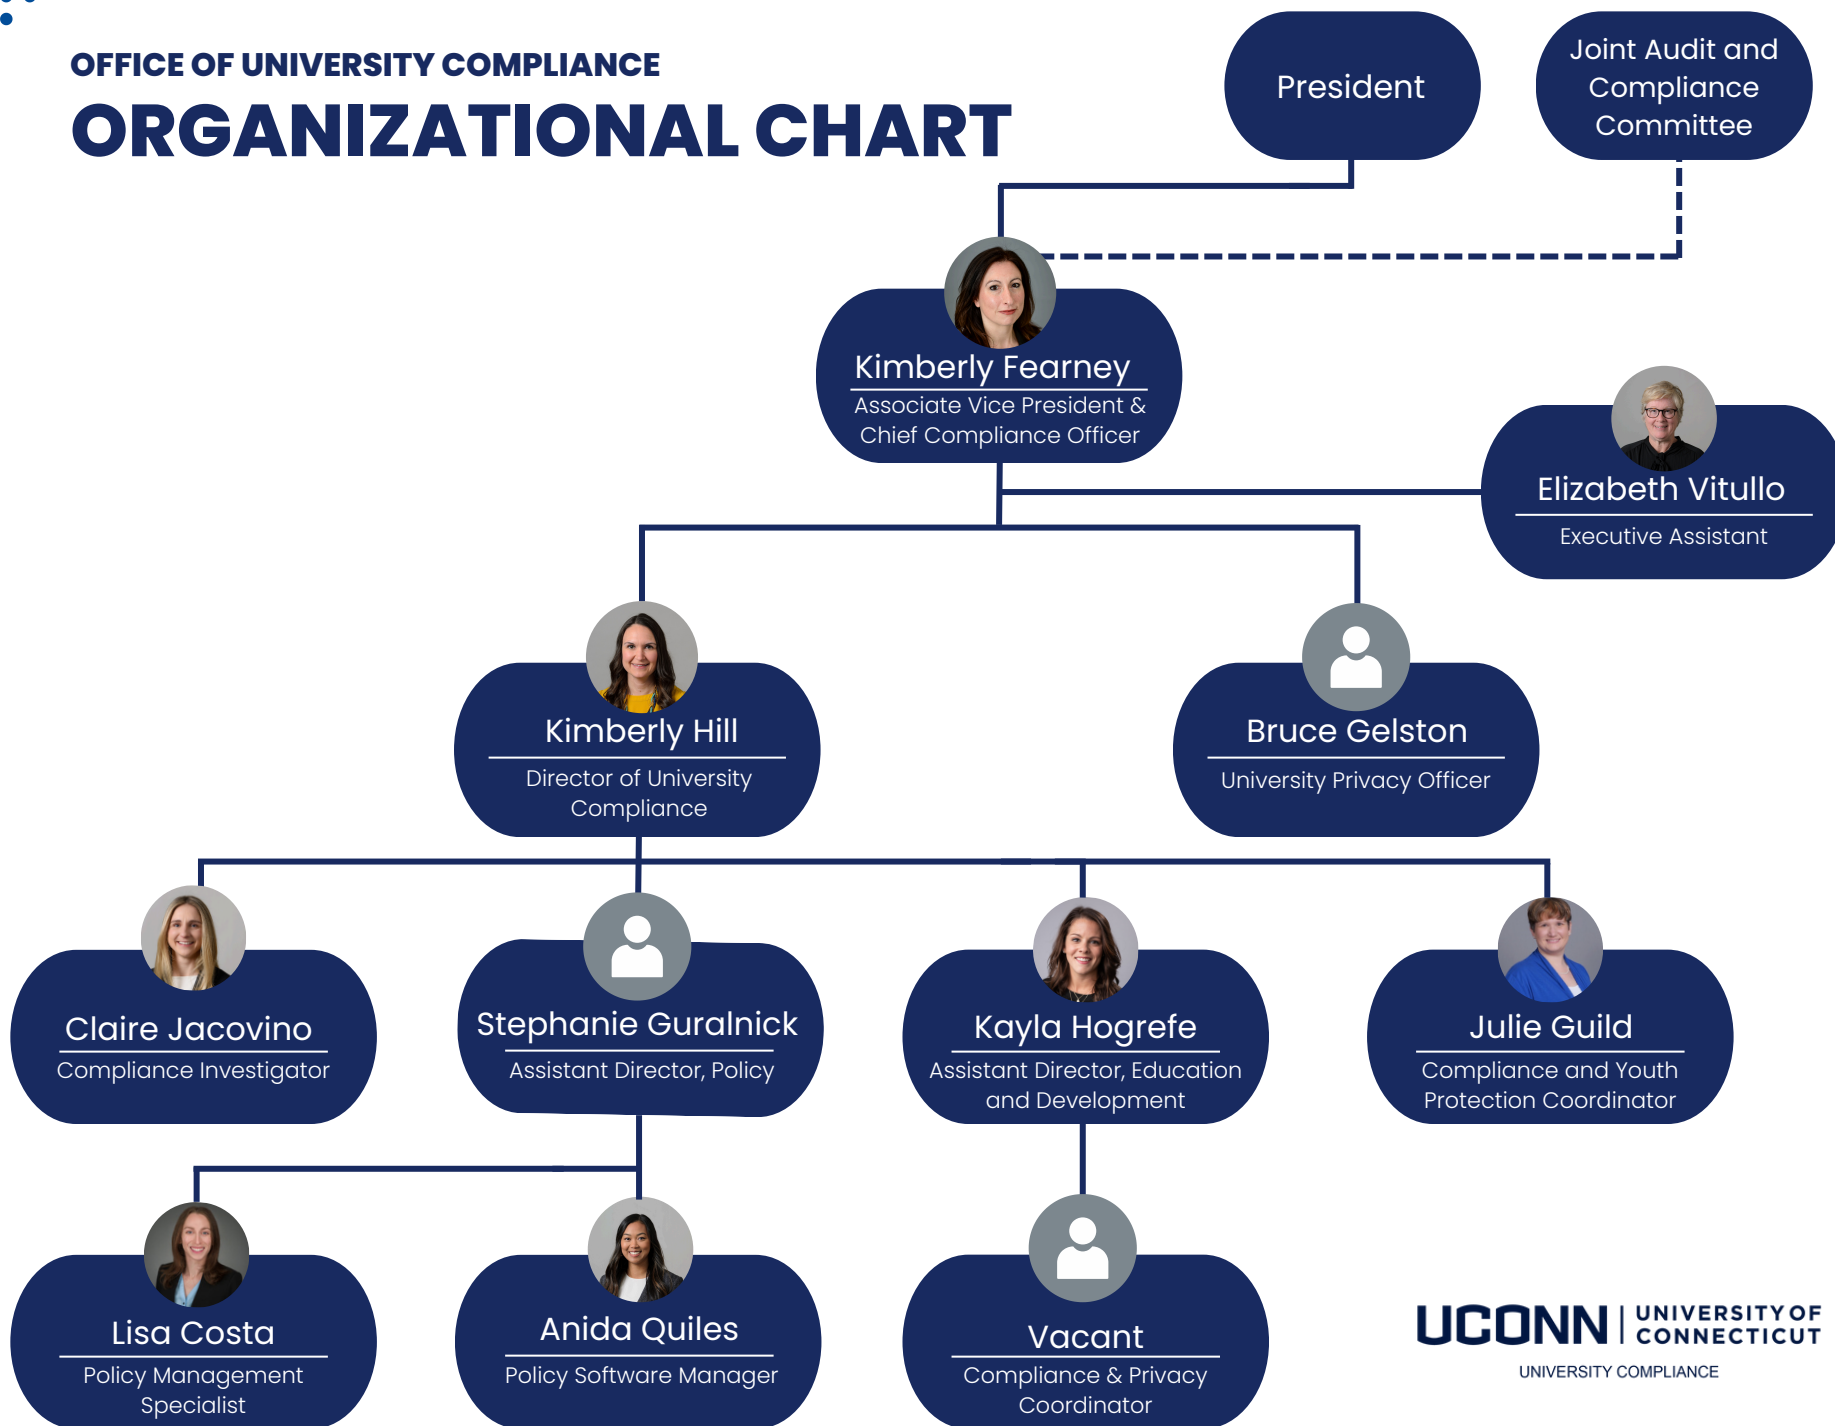 OFFICE OF UNIVERSITY COMPLIANCE
ORGANIZATIONAL CHART
President
Joint Audit and
Compliance
Committee
Kimberly Fearney
Associate Vice President &
Chief Compliance Officer
Elizabeth Vitullo
Executive Assistant
Kimberly Hill
Director of University
Compliance
Bruce Gelston
University Privacy Officer
Claire Jacovino
Compliance Investigator
Stephanie Guralnick
Assistant Director, Policy
Kayla Hogrefe
Assistant Director, Education
and Development
Julie Guild
Compliance and Youth
Protection Coordinator
Lisa Costa
Policy Management
Specialist
Anida Quiles
Policy Software Manager
Vacant
Compliance & Privacy
Coordinator
UCONN
UNIVERSITY OF
CONNECTICUT
UNIVERSITY COMPLIANCE